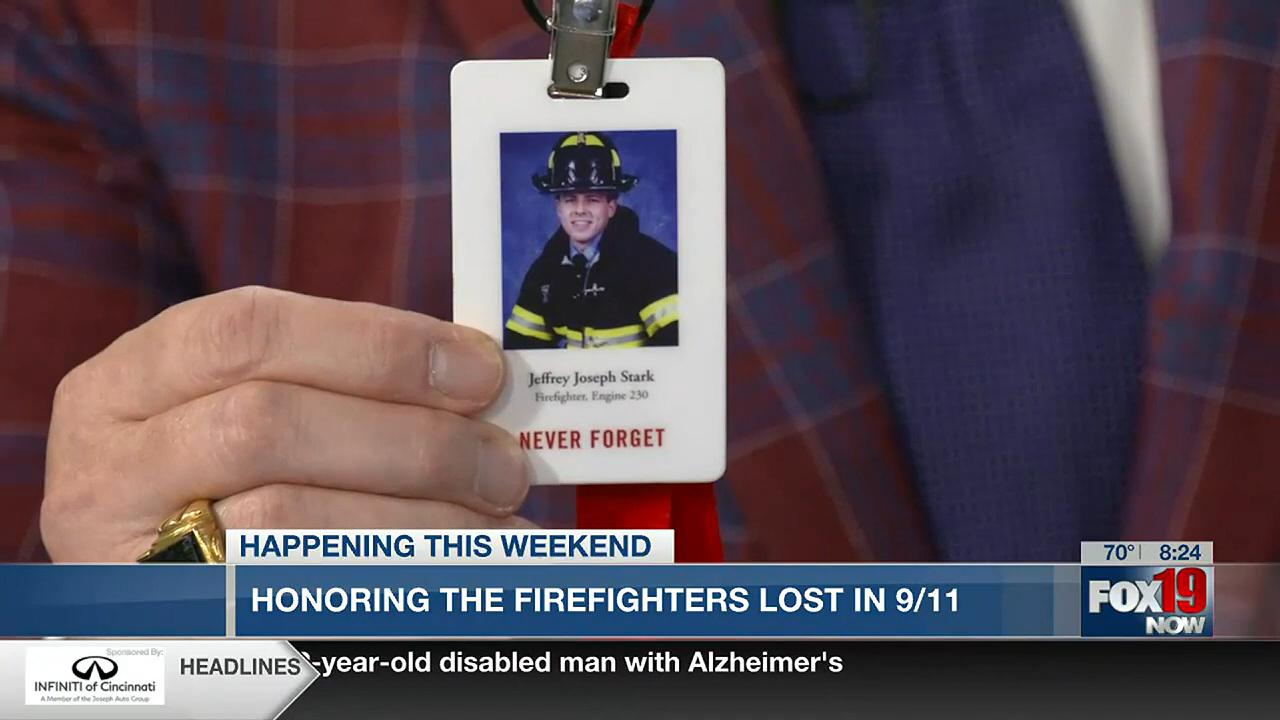 Jeffrey Joseph Stark
Firefighter, Engine 230
NEVER FORGET
HAPPENING THIS WEEKEND
HONORING THE FIREFIGHTERS LOST IN 9/11
70° 8:24
FOX19
NOW
Sponsored By:
INFINITI of Cincinnati
A Member of the Joseph Auto Group
HEADLINES
-year-old disabled man with Alzheimer's